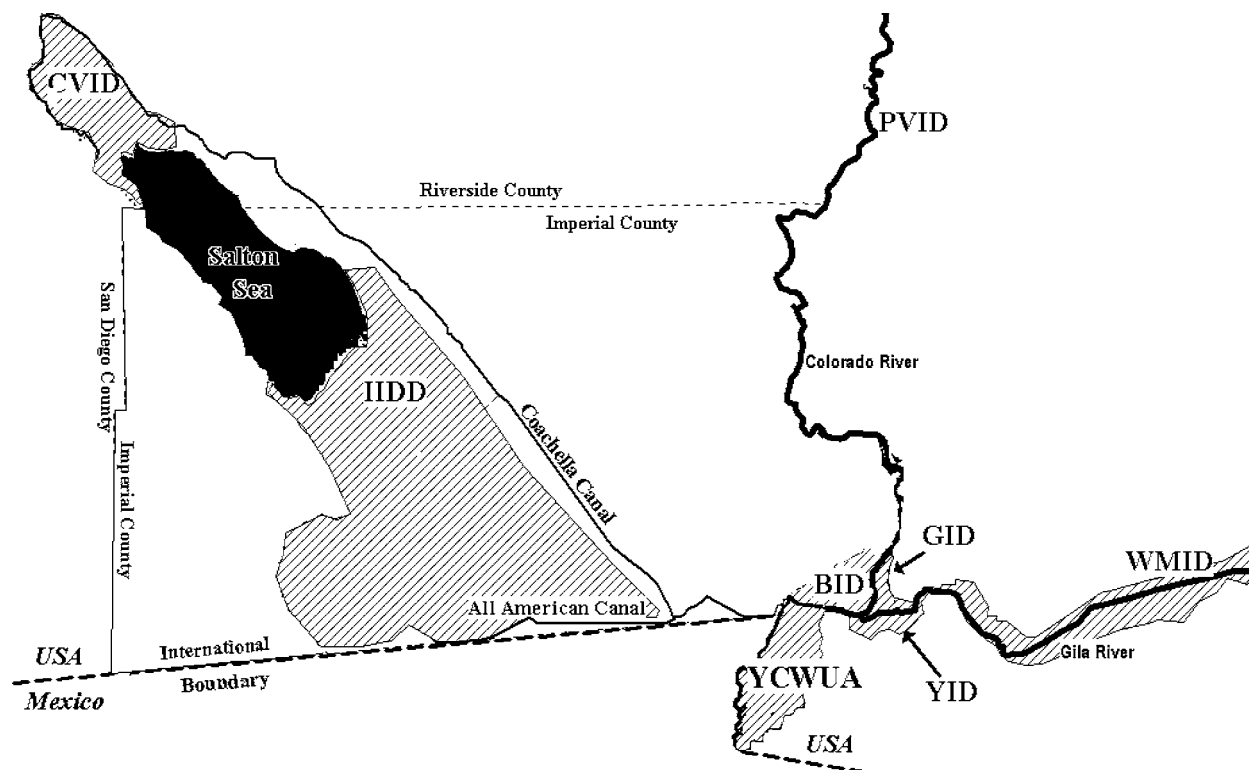 CVID
PVID
Riverside County
Imperial County
Salton
Sea
San Diego County
Imperial County
IIDD
Colorado River
Coachella Canal
GID
WMID
BID
All American Canal
International
Boundary
USA
Mexico
Gila River
YCWUA
YID
USA